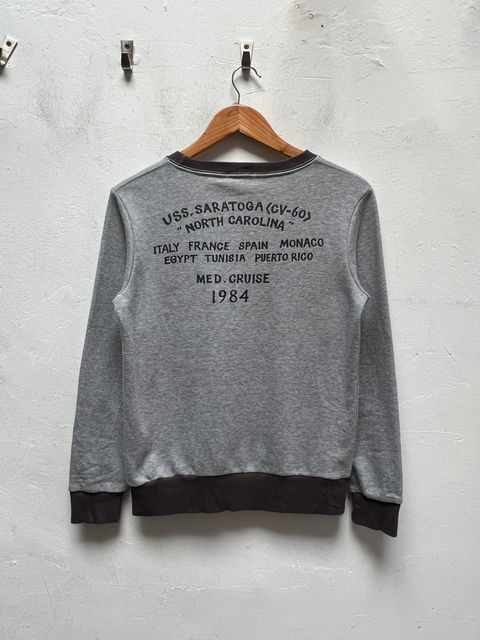 USS. SARATOGA (CV-60)
"NORTH CAROLINA"
ITALY FRANCE SPAIN MONACO
EGYPT TUNISIA PUERTO RICO
MED. CRUISE
1984